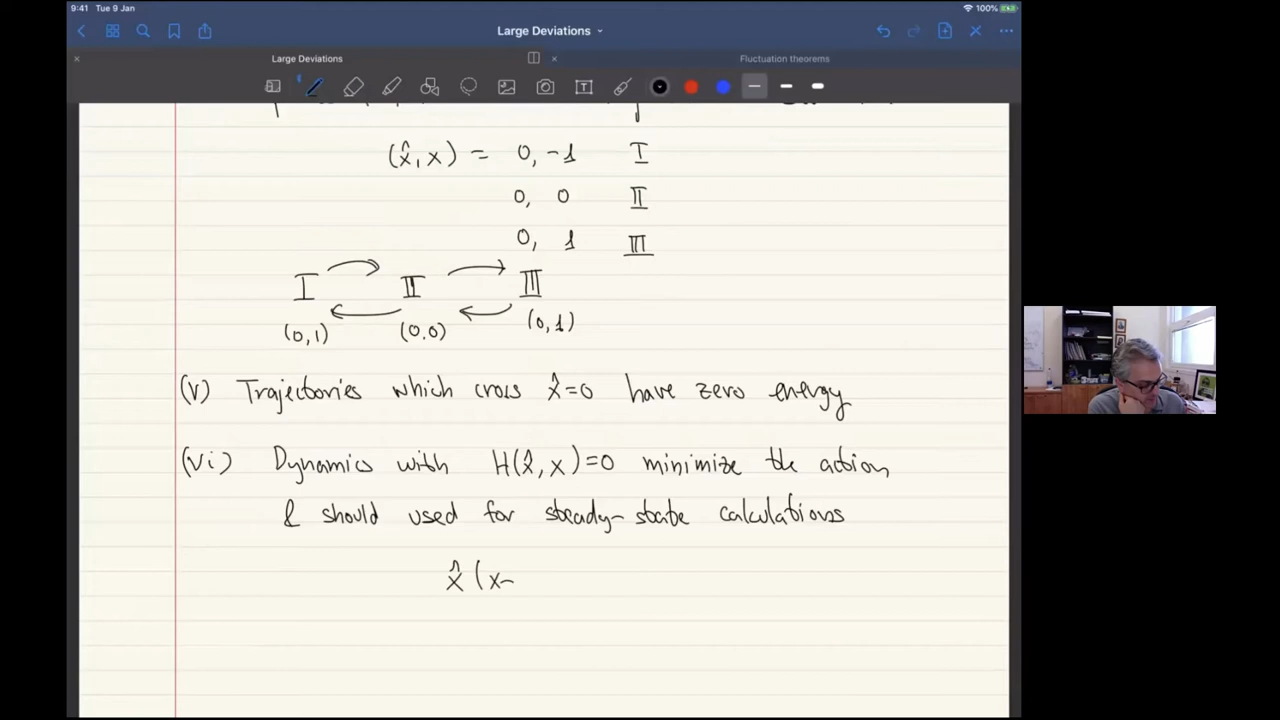 9:41 Tue 9 Jan
100%
Large Deviations
Large Deviations
Fluctuation theorems
(x̂, x) = 0, -1 I
0, 0 II
0, 1 III
I II III
(0,1) (0.0) (0,1)
(V) Trajectories which cross x̂=0 have zero energy
(Vi) Dynamics with H(x̂, x)=0 minimize the action
& should used for steady-state calculations
x̂ (x-